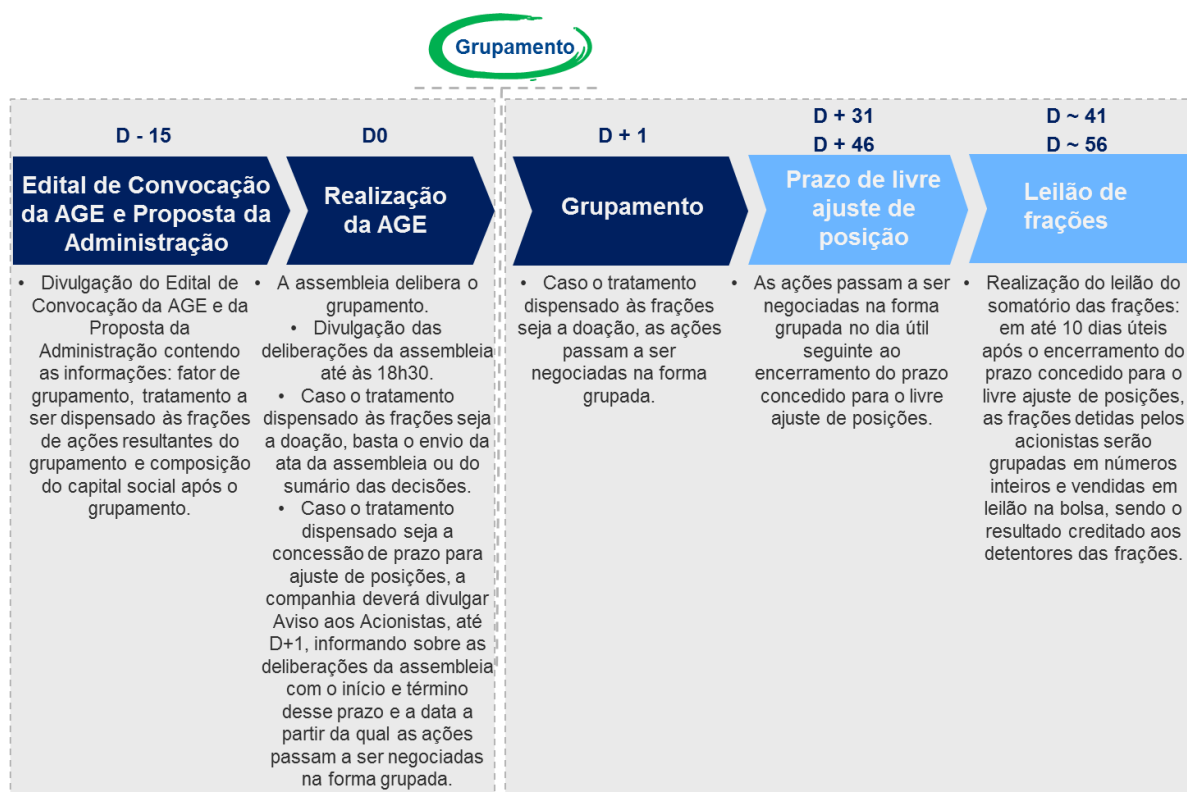 Grupamento
D - 15
Edital de Convocação
da AGE e Proposta da
Administração
• Divulgação do Edital de
Convocação da AGE e da
Proposta da
Administração contendo
as informações: fator de
grupamento, tratamento a
ser dispensado às frações
de ações resultantes do
grupamento e composição
do capital social após o
grupamento.
D0
Realização
da AGE
• A assembleia delibera o
grupamento.
• Divulgação das
deliberações da assembleia
até às 18h30.
• Caso o tratamento
dispensado às frações seja
a doação, basta o envio da
ata da assembleia ou do
sumário das decisões.
• Caso o tratamento
dispensado seja a
concessão de prazo para
ajuste de posições, a
companhia deverá divulgar
Aviso aos Acionistas, até
D+1, informando sobre as
deliberações da assembleia
com o início e término
desse prazo e a data a
partir da qual as ações
passam a ser negociadas
na forma grupada.
D + 1
Grupamento
• Caso o tratamento
dispensado às frações
seja a doação, as ações
passam a ser
negociadas na forma
grupada.
D + 31
D + 46
Prazo de livre
ajuste de
posição
• As ações passam a ser
negociadas na forma
grupada no dia útil
seguinte ao
encerramento do prazo
concedido para o livre
ajuste de posições.
D ~ 41
D ~ 56
Leilão de
frações
• Realização do leilão do
somatório das frações:
em até 10 dias úteis
após o encerramento do
prazo concedido para o
livre ajuste de posições,
as frações detidas pelos
acionistas serão
grupadas em números
inteiros e vendidas em
leilão na bolsa, sendo o
resultado creditado aos
detentores das frações.